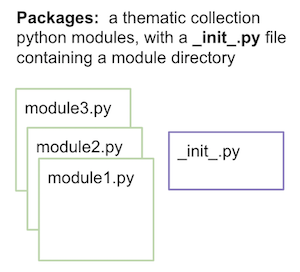 Packages: a thematic collection
python modules, with a _init_.py file
containing a module directory
module3.py
module2.py
module1.py
_init_.py